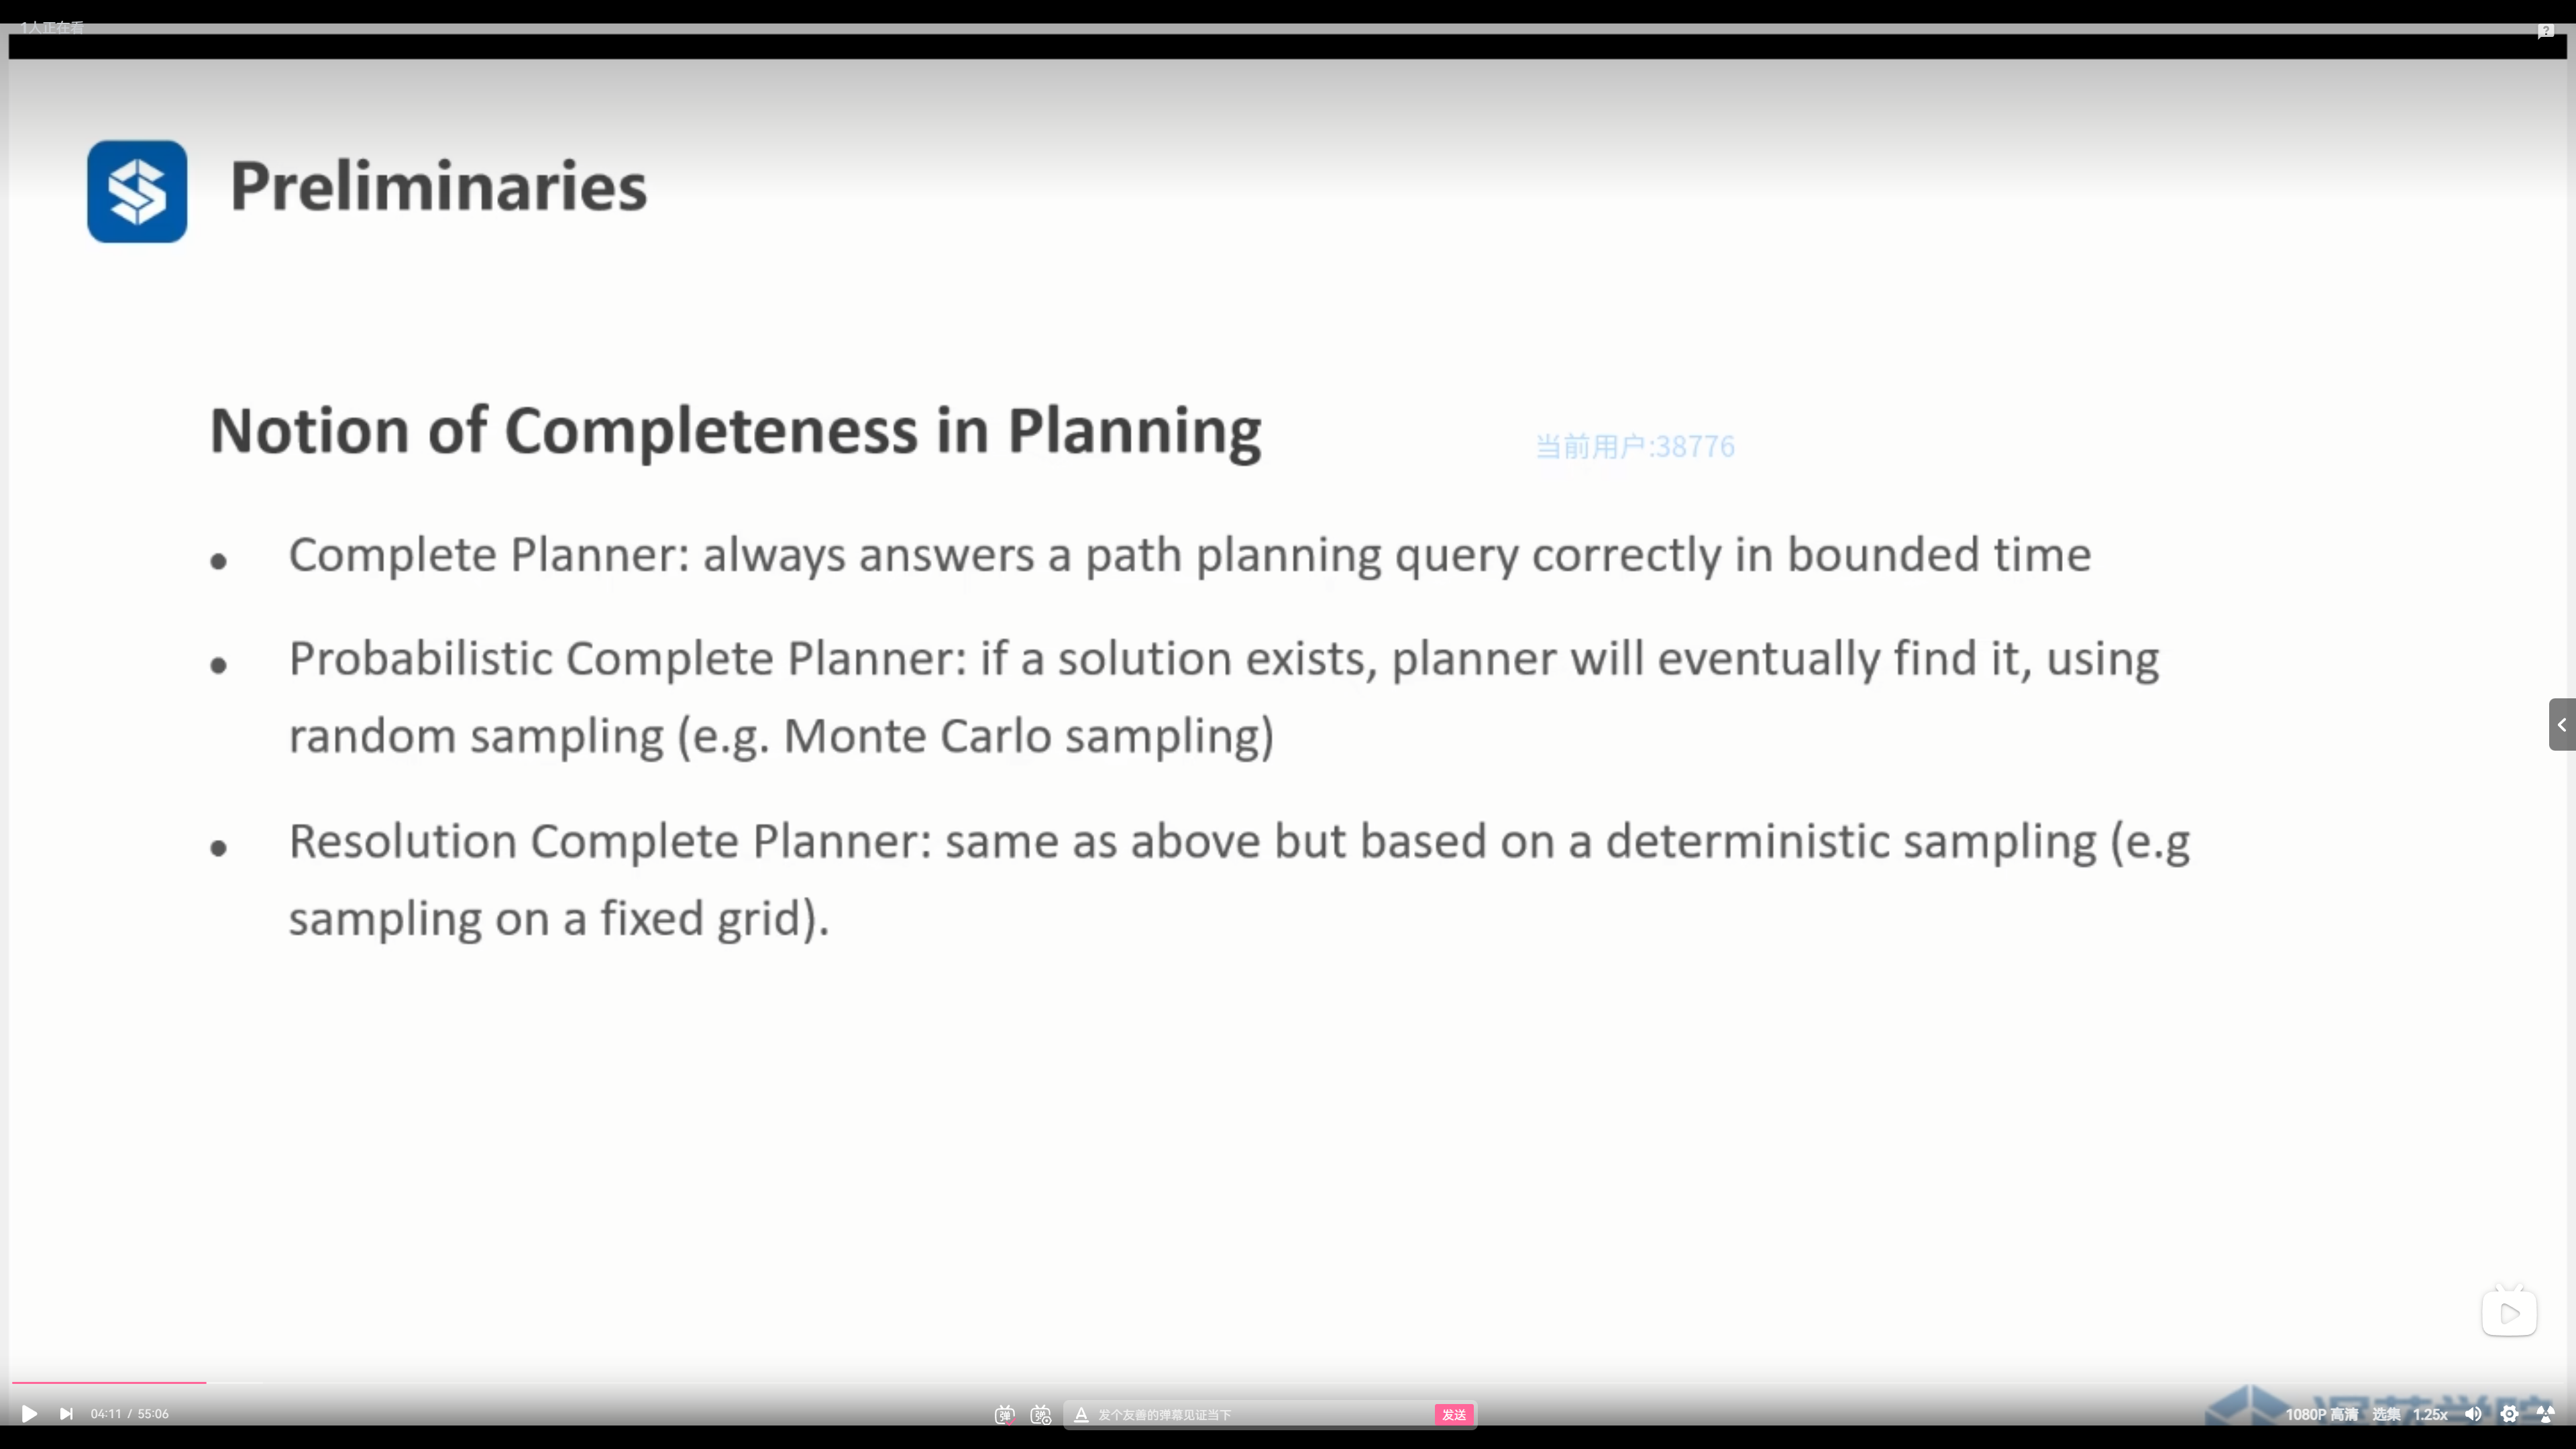 1人正在看
Preliminaries
Notion of Completeness in Planning
当前用户:38776
• Complete Planner: always answers a path planning query correctly in bounded time
• Probabilistic Complete Planner: if a solution exists, planner will eventually find it, using
random sampling (e.g. Monte Carlo sampling)
• Resolution Complete Planner: same as above but based on a deterministic sampling (e.g
sampling on a fixed grid).
04:11 / 55:06
弹 弹
发个友善的弹幕见证当下
发送
1080P 高清 选集 1.25x